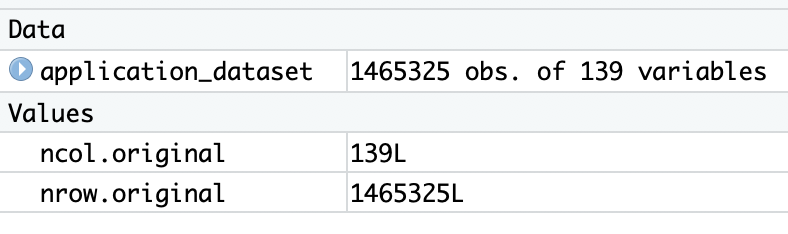 Data
application_dataset 1465325 obs. of 139 variables
Values
ncol.original 139L
nrow.original 1465325L